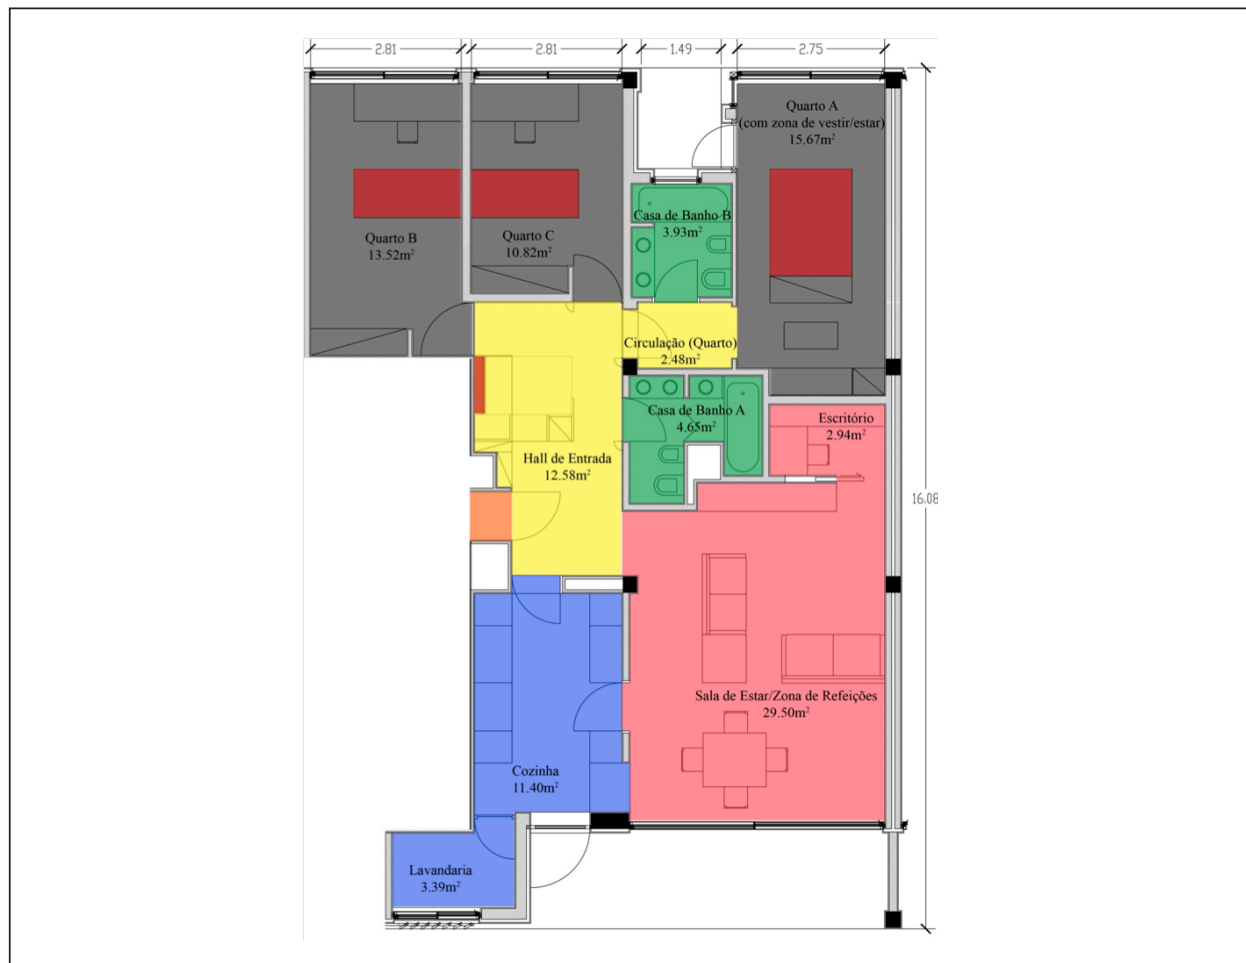 2.81 2.81 1.49 2.75
Quarto A
(com zona de vestir/estar)
15.67m²
Casa de Banho B
3.93m²
Quarto B
13.52m²
Quarto C
10.82m²
Circulação (Quarto)
2.48m²
Casa de Banho A
4.65m²
Escritório
2.94m²
Hall de Entrada
12.58m²
16.08
Sala de Estar/Zona de Refeições
29.50m²
Cozinha
11.40m²
Lavandaria
3.39m²